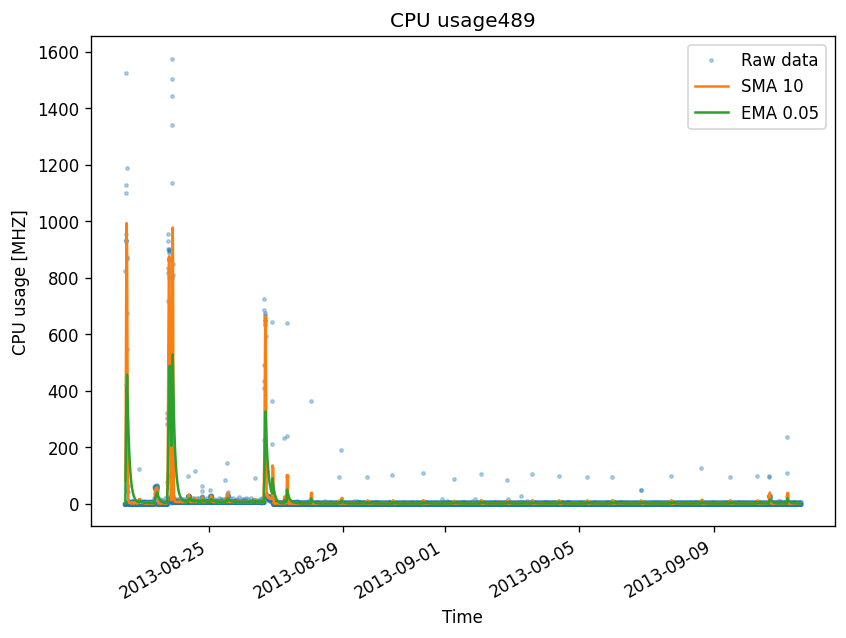 CPU usage489
1600
1400
1200
1000
800
600
400
200
0
CPU usage [MHZ]
Raw data
SMA 10
EMA 0.05
2013-08-25
2013-08-29
2013-09-01
2013-09-05
2013-09-09
Time